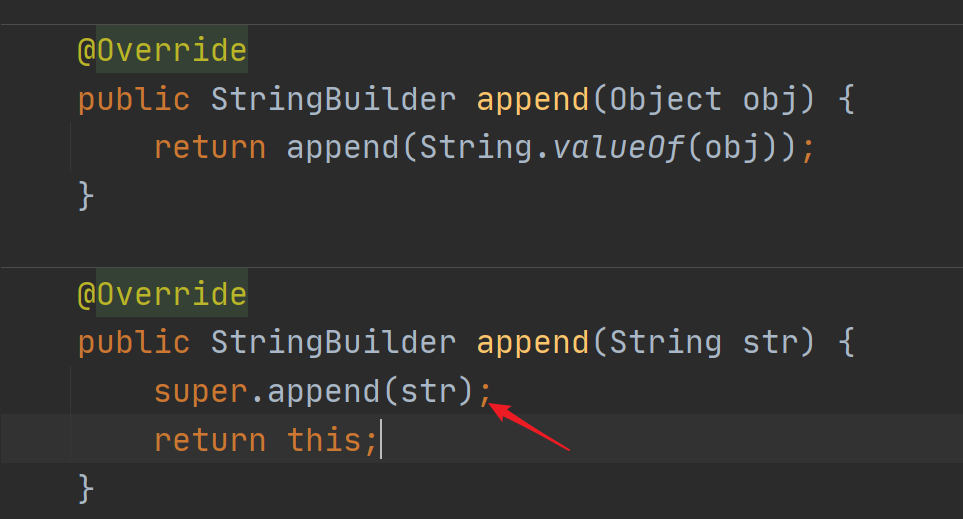 @Override
public StringBuilder append(Object obj) {
return append(String.valueOf(obj));
}
@Override
public StringBuilder append(String str) {
super.append(str);
return this;
}